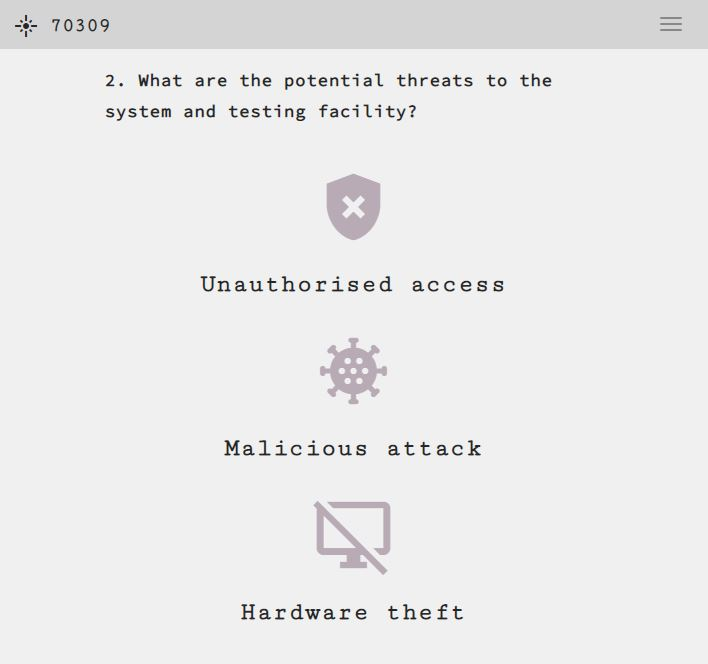 70309
2. What are the potential threats to the
system and testing facility?
Unauthorised access
Malicious attack
Hardware theft